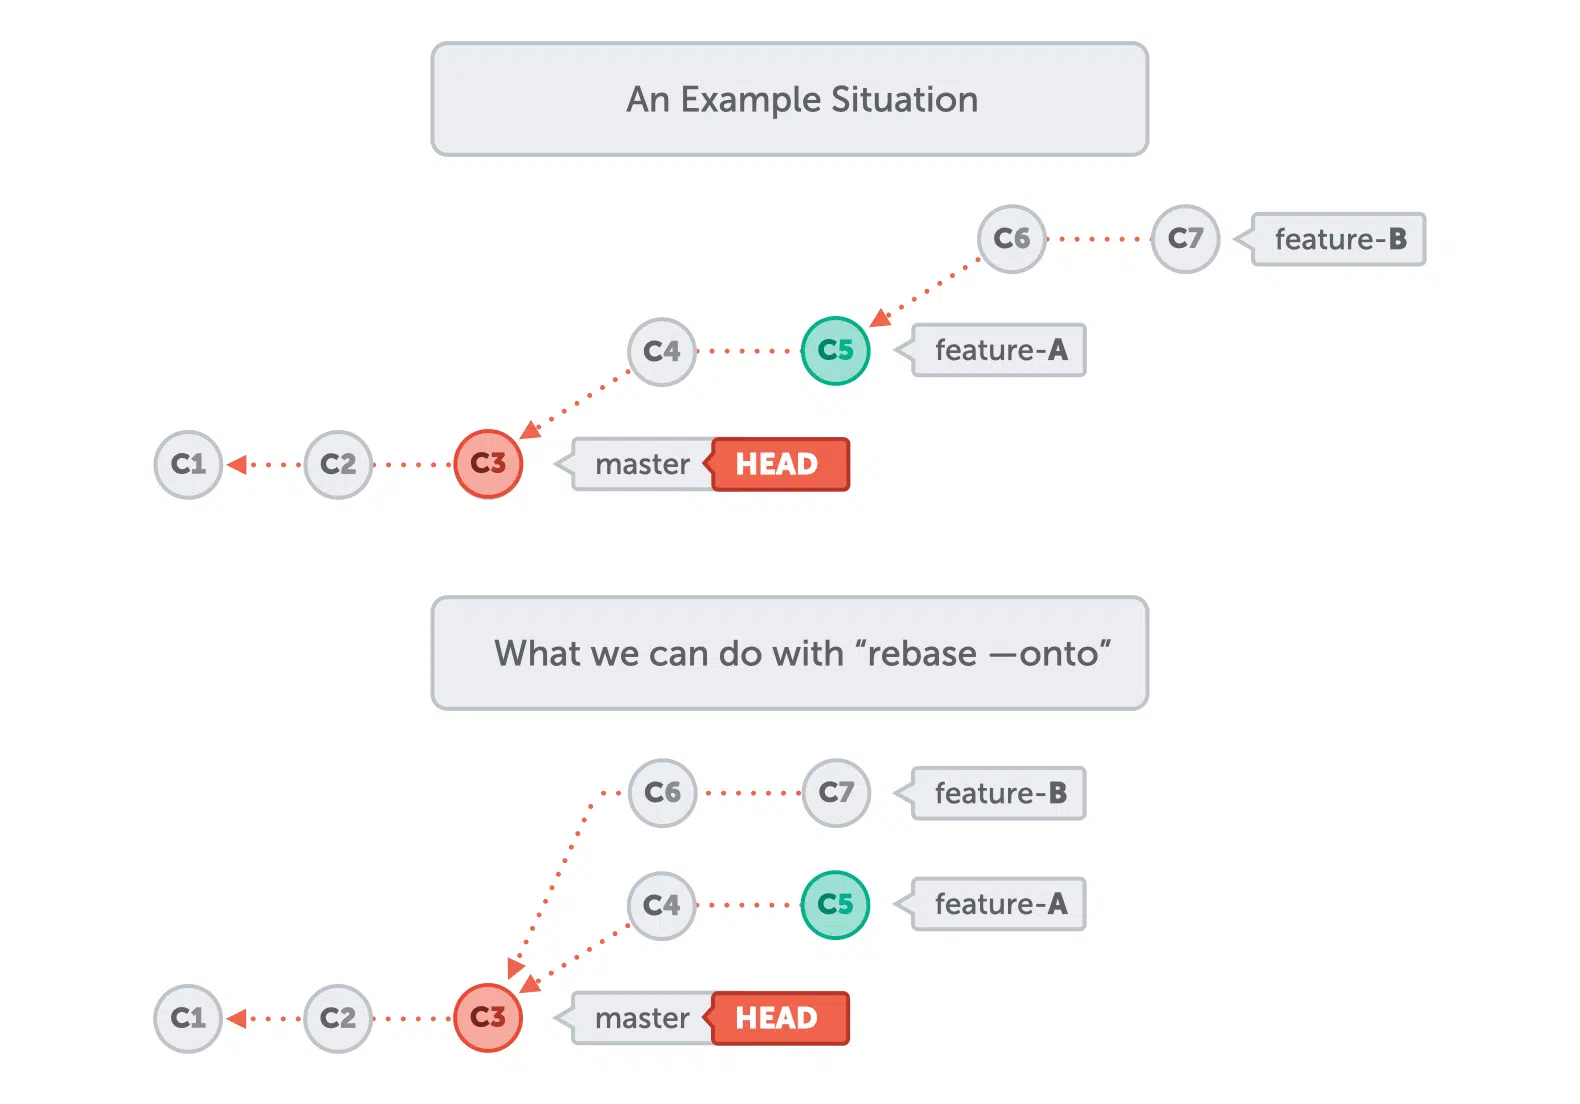 An Example Situation
C6 C7 feature-B
C4 C5 feature-A
C1 C2 C3 master HEAD
What we can do with “rebase —onto”
C6 C7 feature-B
C4 C5 feature-A
C1 C2 C3 master HEAD